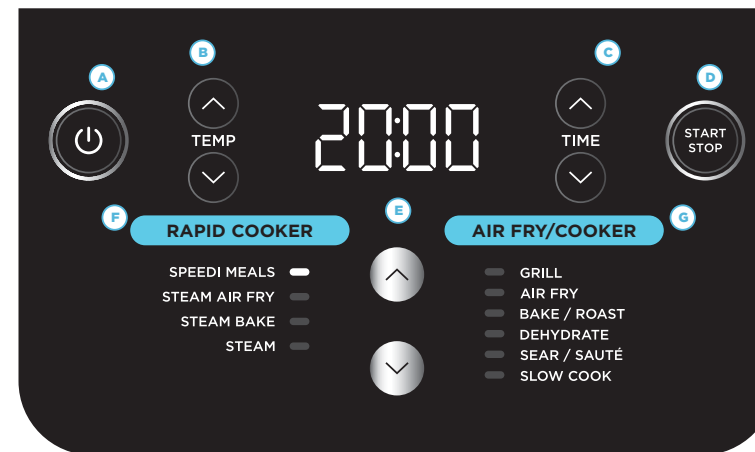 A
B
C
D
TEMP
20:00
TIME
START
STOP
F
E
G
RAPID COOKER
AIR FRY/COOKER
SPEEDI MEALS
STEAM AIR FRY
STEAM BAKE
STEAM
GRILL
AIR FRY
BAKE / ROAST
DEHYDRATE
SEAR / SAUTÉ
SLOW COOK